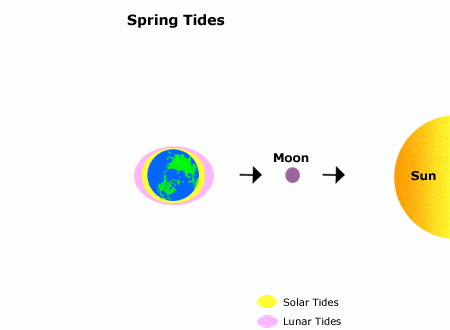 Spring Tides
Moon
Sun
Solar Tides
Lunar Tides